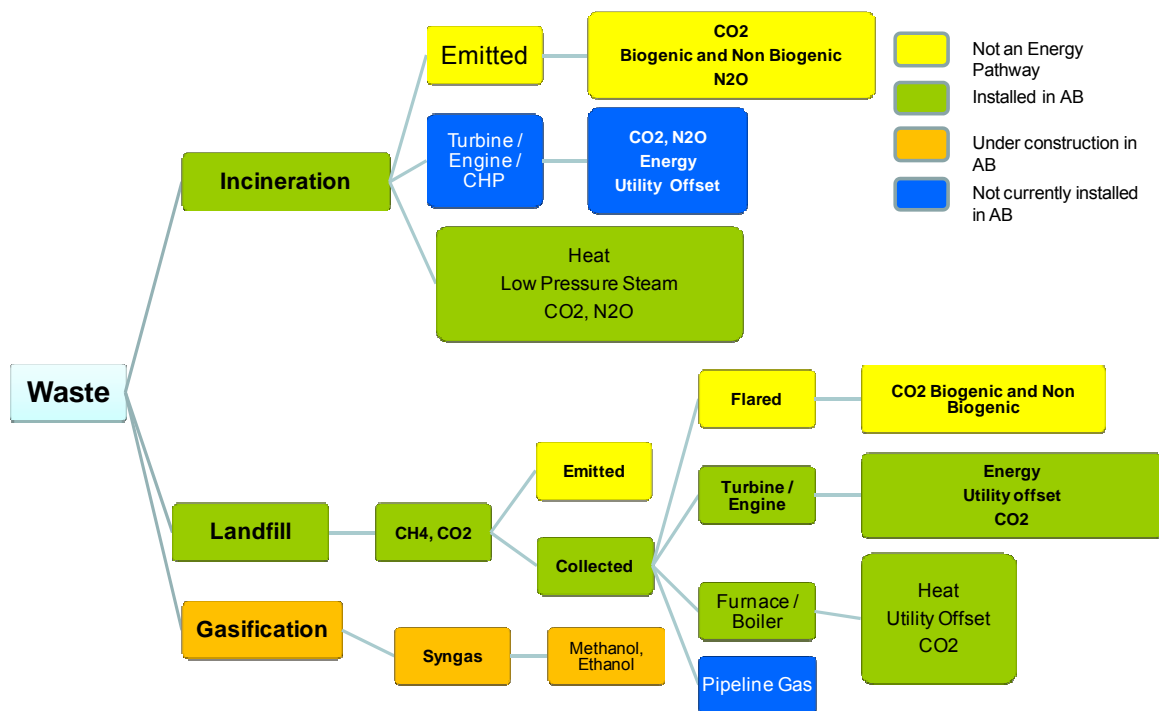 Emitted
CO2
Biogenic and Non Biogenic
N2O
Not an Energy
Pathway
Installed in AB
Under construction in
AB
Not currently installed
in AB
Incineration
Turbine /
Engine /
CHP
CO2, N2O
Energy
Utility Offset
Heat
Low Pressure Steam
CO2, N2O
Waste
Landfill
CH4, CO2
Emitted
Collected
Flared
CO2 Biogenic and Non
Biogenic
Turbine /
Engine
Energy
Utility offset
CO2
Furnace /
Boiler
Heat
Utility Offset
CO2
Pipeline Gas
Gasification
Syngas
Methanol,
Ethanol